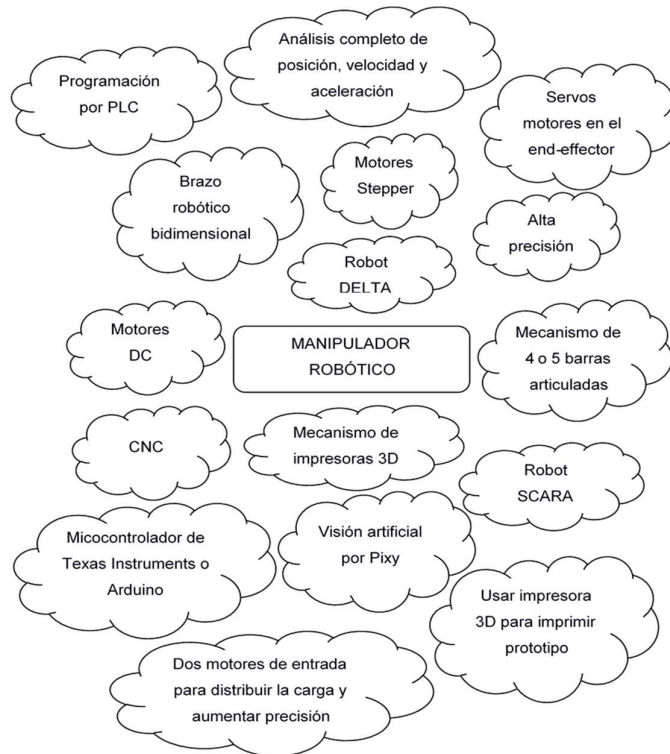 Análisis completo de
posición, velocidad y
aceleración
Programación
por PLC
Servos
motores en el
end-effector
Motores
Stepper
Brazo
robótico
bidimensional
Alta
precisión
Robot
DELTA
Motores
DC
MANIPULADOR
ROBÓTICO
Mecanismo de
4 o 5 barras
articuladas
CNC
Mecanismo de
impresoras 3D
Robot
SCARA
Micocontrolador de
Texas Instruments o
Arduino
Visión artificial
por Pixy
Usar impresora
3D para imprimir
prototipo
Dos motores de entrada
para distribuir la carga y
aumentar precisión